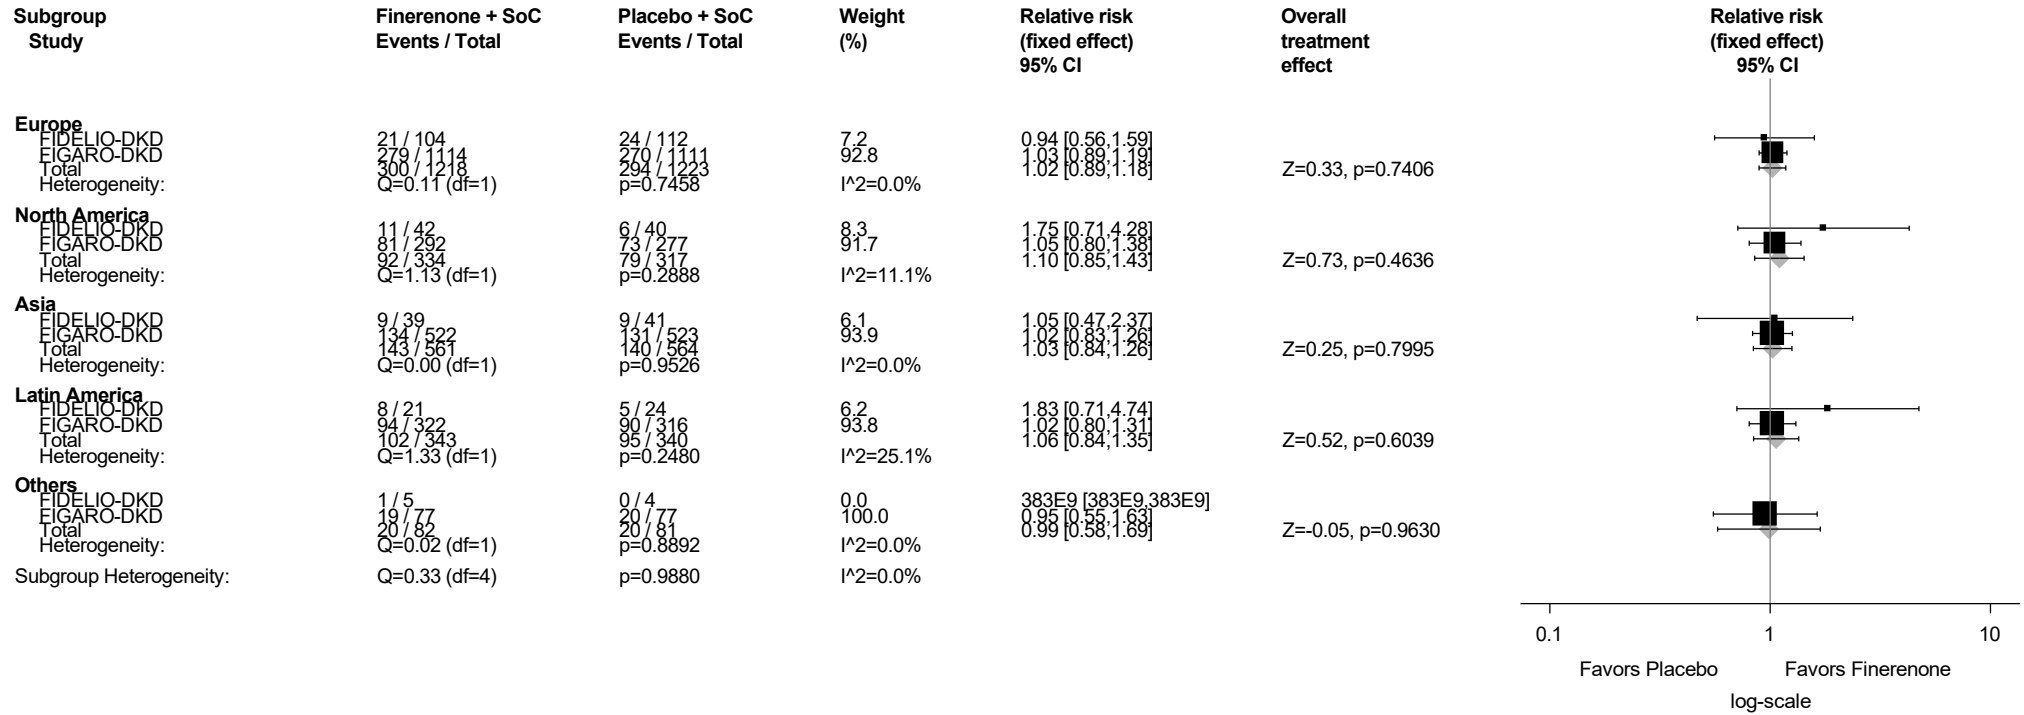 Subgroup Finerenone + SoC Placebo + SoC Weight Relative risk Overall Relative risk
Study Events / Total Events / Total (%) (fixed effect) treatment (fixed effect)
95% CI effect 95% CI
Europe
FIDELIO-DKD 21 / 104 24 / 112 7.2 0.94 [0.56,1.59]
FIGARO-DKD 279 / 1114 270 / 1111 92.8 1.03 [0.89,1.19]
Total 300 / 1218 294 / 1223 1.02 [0.89,1.18] Z=0.33, p=0.7406
Heterogeneity: Q=0.11 (df=1) p=0.7458 I^2=0.0%
North America
FIDELIO-DKD 11 / 42 6 / 40 8.3 1.75 [0.71,4.28]
FIGARO-DKD 81 / 292 73 / 277 91.7 1.05 [0.80,1.38]
Total 92 / 334 79 / 317 1.10 [0.85,1.43] Z=0.73, p=0.4636
Heterogeneity: Q=1.13 (df=1) p=0.2888 I^2=11.1%
Asia
FIDELIO-DKD 9 / 39 9 / 41 6.1 1.05 [0.47,2.37]
FIGARO-DKD 134 / 522 131 / 523 93.9 1.02 [0.83,1.26]
Total 143 / 561 140 / 564 1.03 [0.84,1.26] Z=0.25, p=0.7995
Heterogeneity: Q=0.00 (df=1) p=0.9526 I^2=0.0%
Latin America
FIDELIO-DKD 8 / 21 5 / 24 6.2 1.83 [0.71,4.74]
FIGARO-DKD 94 / 322 90 / 316 93.8 1.02 [0.80,1.31]
Total 102 / 343 95 / 340 1.06 [0.84,1.35] Z=0.52, p=0.6039
Heterogeneity: Q=1.33 (df=1) p=0.2480 I^2=25.1%
Others
FIDELIO-DKD 1 / 5 0 / 4 0.0 383E9 [383E9,383E9]
FIGARO-DKD 19 / 77 20 / 77 100.0 0.95 [0.55,1.63]
Total 20 / 82 20 / 81 0.99 [0.58,1.69] Z=-0.05, p=0.9630
Heterogeneity: Q=0.02 (df=1) p=0.8892 I^2=0.0%
Subgroup Heterogeneity: Q=0.33 (df=4) p=0.9880 I^2=0.0%
0.1 1 10
Favors Placebo Favors Finerenone
log-scale